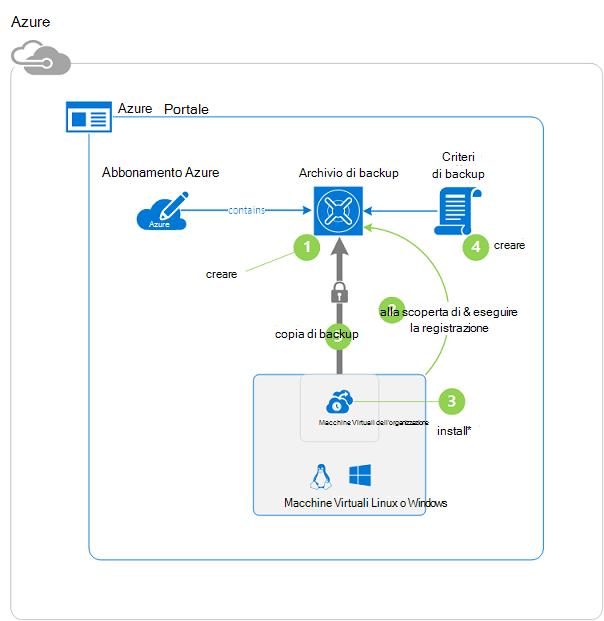 Azure
Azure Portale
Abbonamento Azure
Archivio di backup
Criteri
di backup
Azure
contains
1
4
creare
creare
2
alla scoperta di & eseguire
la registrazione
copia di backup
3
Macchine Virtuali dell'organizzazione
install*
Macchine Virtuali Linux o Windows